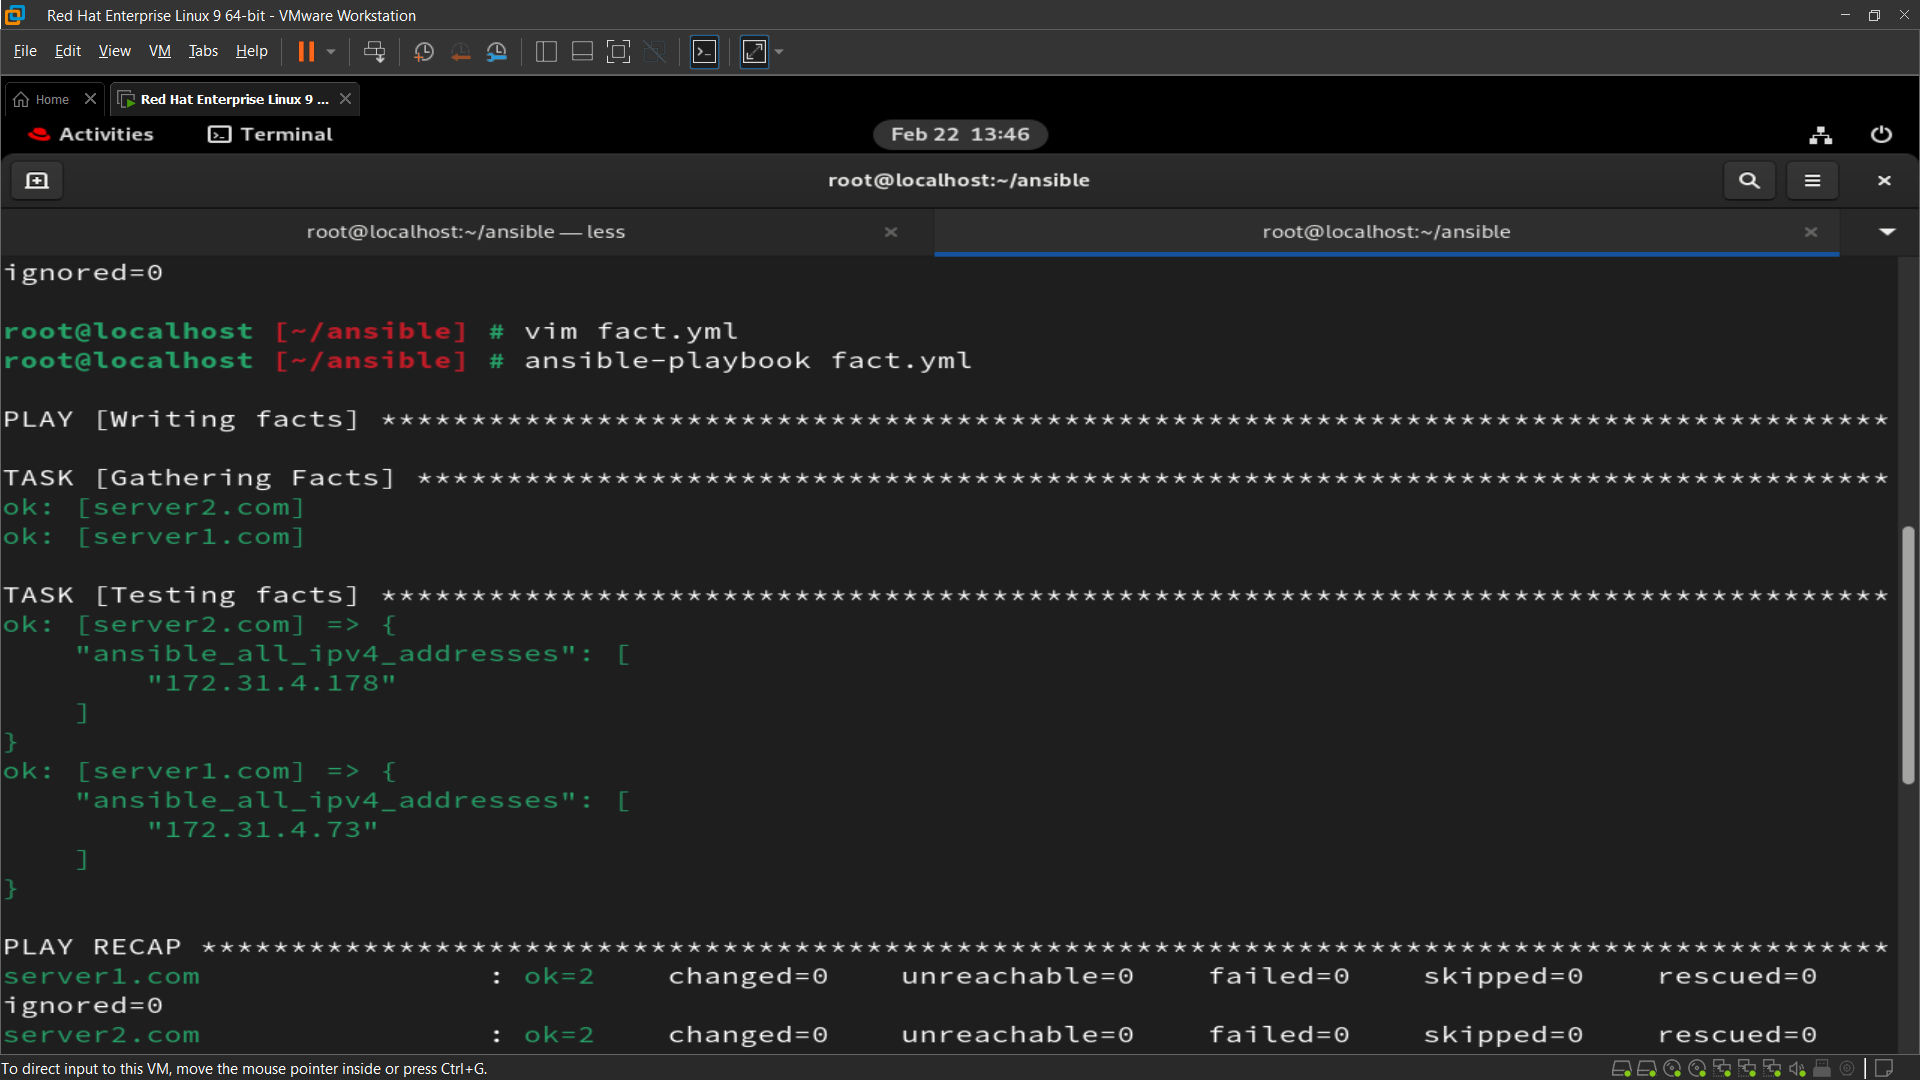 Red Hat Enterprise Linux 9 64-bit - VMware Workstation
File Edit View VM Tabs Help
Home
Red Hat Enterprise Linux 9 ...
Activities Terminal Feb 22 13:46
root@localhost:~/ansible
root@localhost:~/ansible — less
root@localhost:~/ansible
ignored=0
root@localhost [~/ansible] # vim fact.yml
root@localhost [~/ansible] # ansible-playbook fact.yml
PLAY [Writing facts] ************************************************************************************
TASK [Gathering Facts] **********************************************************************************
ok: [server2.com]
ok: [server1.com]
TASK [Testing facts] ************************************************************************************
ok: [server2.com] => {
    "ansible_all_ipv4_addresses": [
        "172.31.4.178"
    ]
}
ok: [server1.com] => {
    "ansible_all_ipv4_addresses": [
        "172.31.4.73"
    ]
}
PLAY RECAP **********************************************************************************************
server1.com : ok=2 changed=0 unreachable=0 failed=0 skipped=0 rescued=0
ignored=0
server2.com : ok=2 changed=0 unreachable=0 failed=0 skipped=0 rescued=0
To direct input to this VM, move the mouse pointer inside or press Ctrl+G.